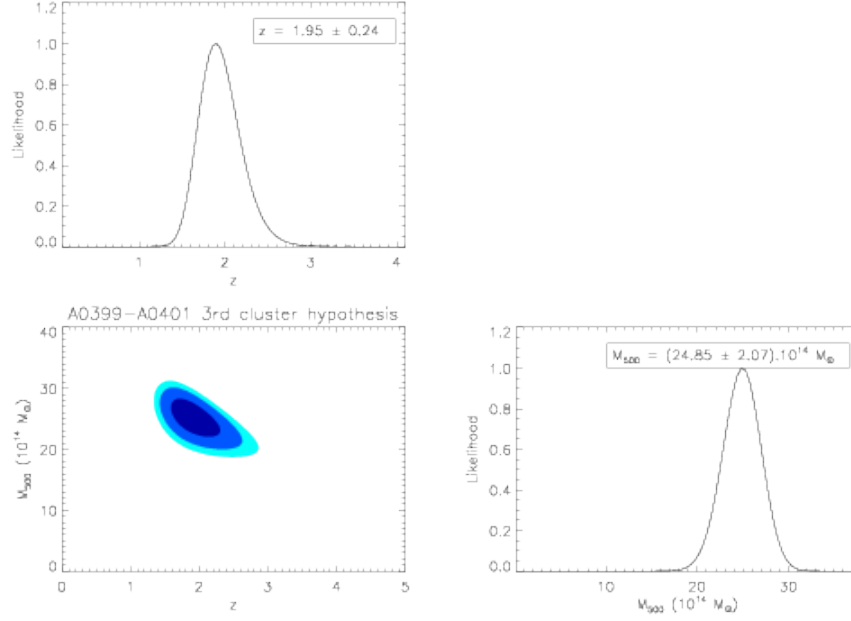 1.2
z = 1.95 ± 0.24
1.0
0.8
0.6
0.4
0.2
0.0
Likelihood
1 2 3 4
z
A0399-A0401 3rd cluster hypothesis
40
30
20
10
0
M₅₀₀ (10¹⁴ M⊙)
0 1 2 3 4 5
z
1.2
M₅₀₀ = (24.85 ± 2.07).10¹⁴ M⊙
1.0
0.8
0.6
0.4
0.2
0.0
Likelihood
10 20 30
M₅₀₀ (10¹⁴ M⊙)